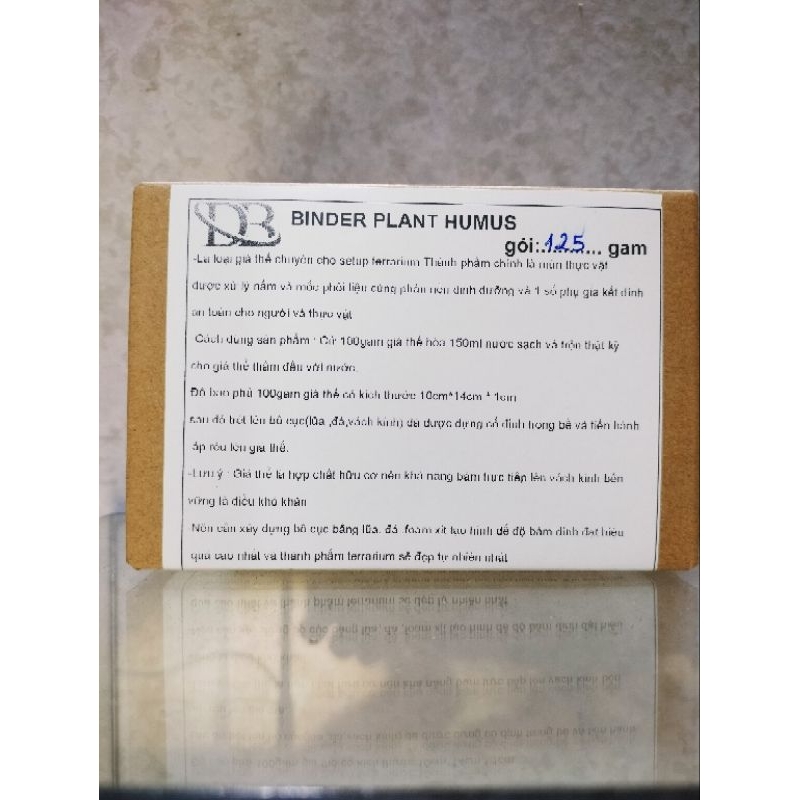 DB
BINDER PLANT HUMUS
gói:.125... gam
-Là loại giá thể chuyên cho setup terrarium Thành phầm chính là mùn thực vật
được xử lý nấm và mốc phối liệu cùng phân nền dinh dưỡng và 1 số phụ gia kết dính
an toàn cho người và thực vật
Cách dùng sản phẩm : Cứ 100gam giá thể hòa 150ml nước sạch và trộn thật kỹ
cho giá thể thấm đều với nước.
Độ bao phủ 100gam giá thể có kích thước 10cm*14cm * 1cm
sau đó trét lên bố cục(lũa ,đá,vách kính) đã được dựng cố định trong bể và tiến hành
ấp rêu lên giá thể.
-Lưu ý : Giá thể là hợp chất hữu cơ nên khả năng bám trực tiếp lên vách kính bền
vững là điều khó khăn
Nên cần xây dựng bố cục bằng lũa, đá ,foam xịt tạo hình để độ bám dính đạt hiệu
quả cao nhất và thành phẩm terrarium sẽ đẹp tự nhiên nhất